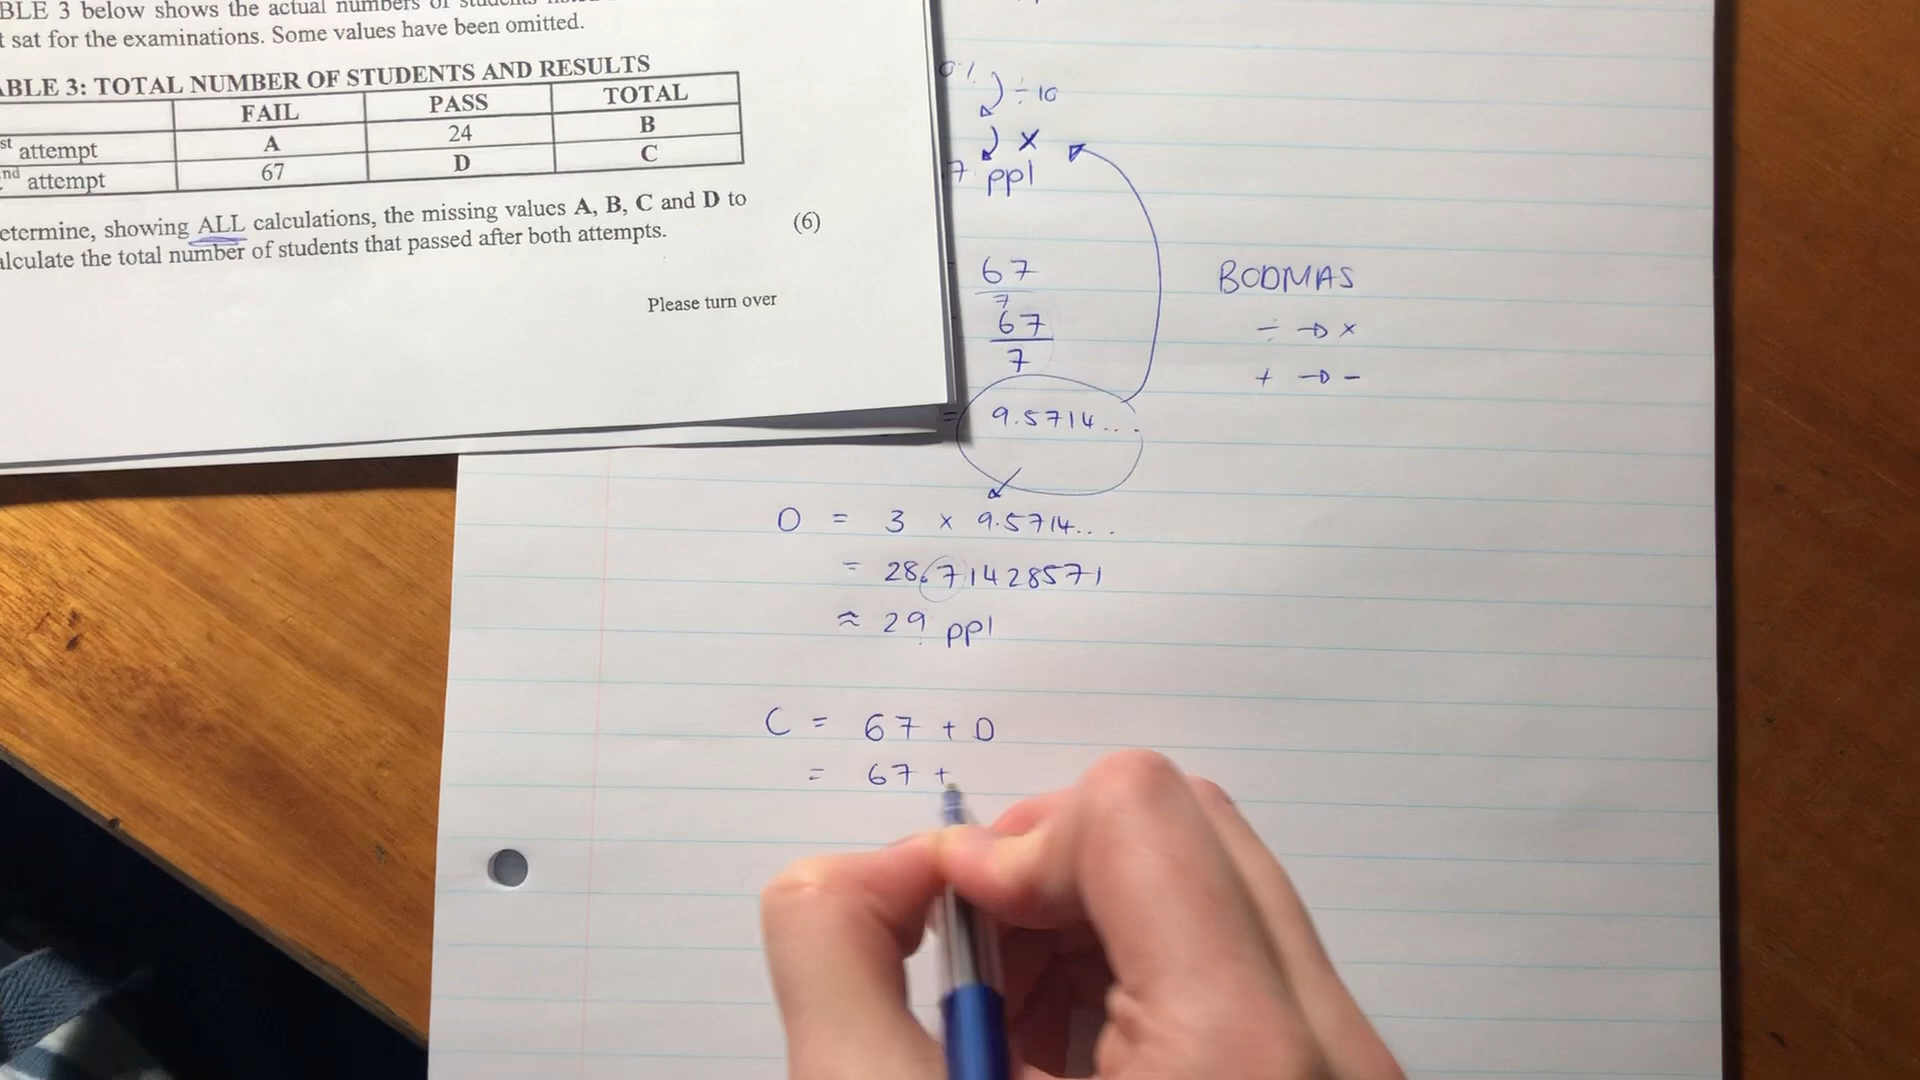 BLE 3 below shows the actual numbers of students
t sat for the examinations. Some values have been omitted.
ABLE 3: TOTAL NUMBER OF STUDENTS AND RESULTS
FAIL PASS TOTAL
st attempt A 24 B
nd attempt 67 D C
etermine, showing ALL calculations, the missing values A, B, C and D to
alculate the total number of students that passed after both attempts. (6)
Please turn over
÷ 10
x
7 ppl
67
7
67
7
= 9.5714...
BODMAS
÷ → x
+ → -
D = 3 x 9.5714...
= 28.71428571
≈ 29 ppl
C = 67 + D
= 67 +